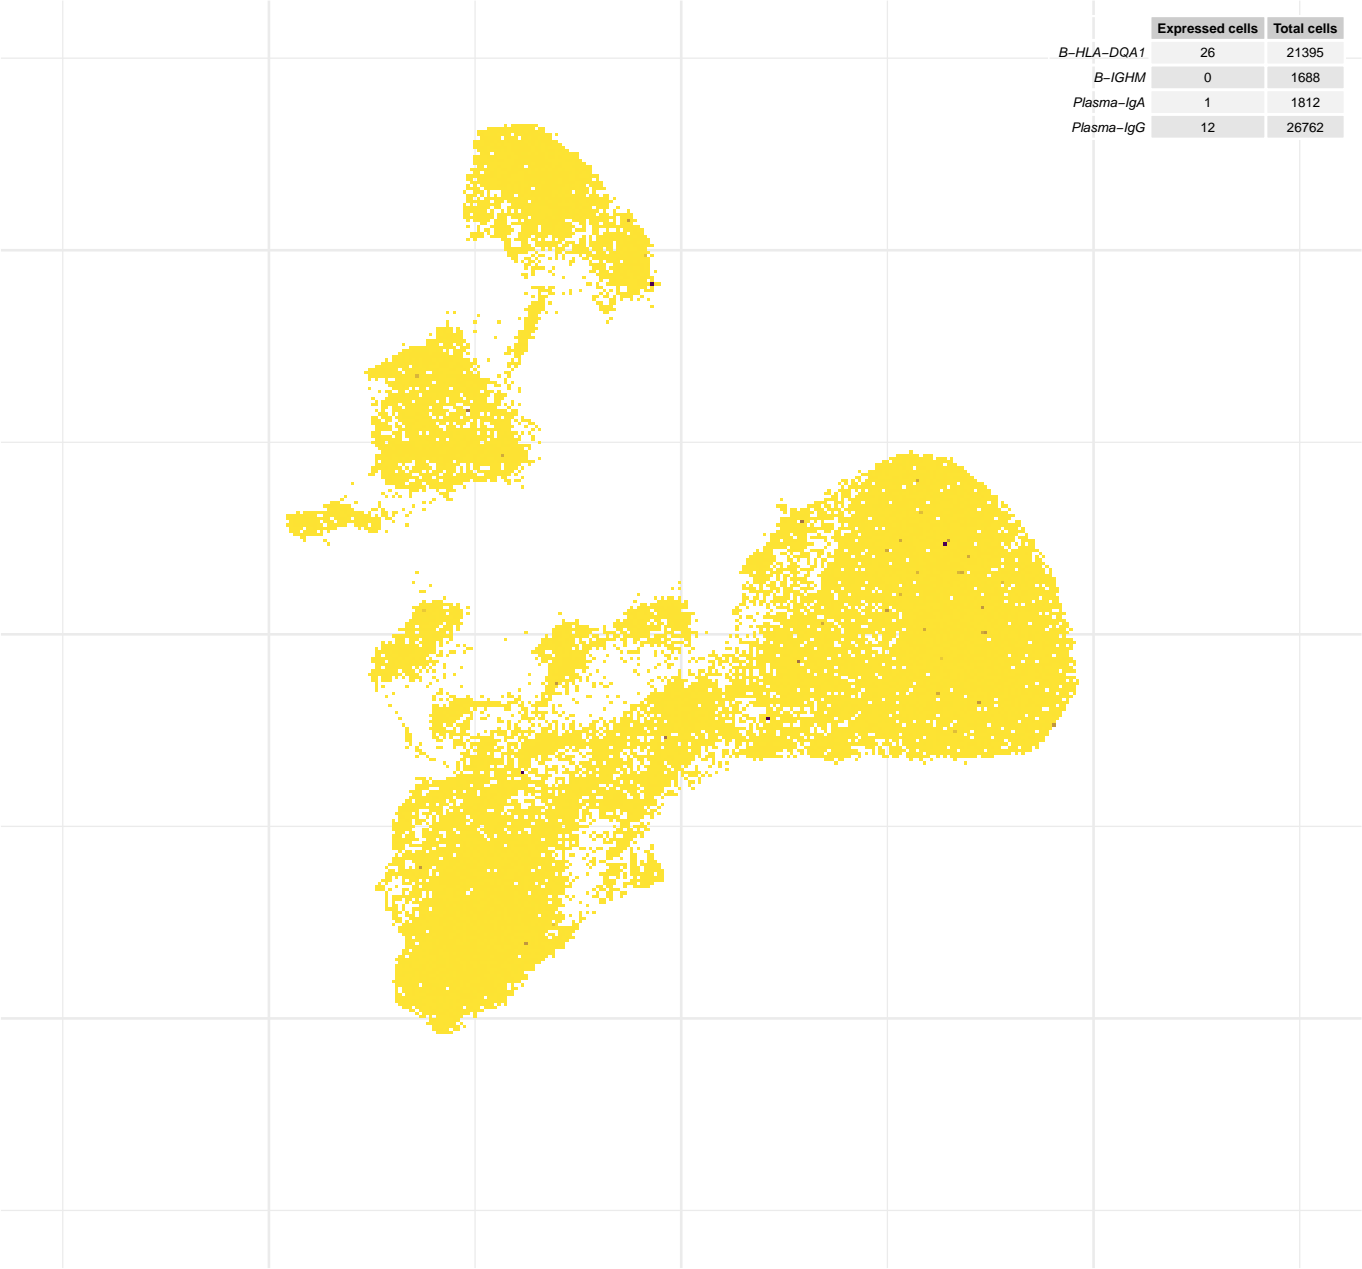 Expressed cells Total cells
B−HLA−DQA1 26 21395
B−IGHM 0 1688
Plasma−IgA 1 1812
Plasma−IgG 12 26762